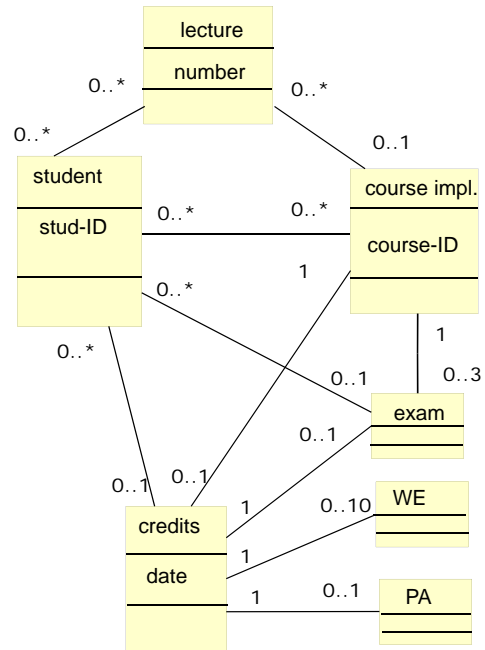 lecture
number
0..*
0..*
0..*
0..1
student
course impl.
stud-ID
0..*
0..*
course-ID
1
0..*
1
0..*
0..1
0..3
exam
0..1
0..1
0..1
credits
1
0..10
WE
date
1
1
0..1
PA